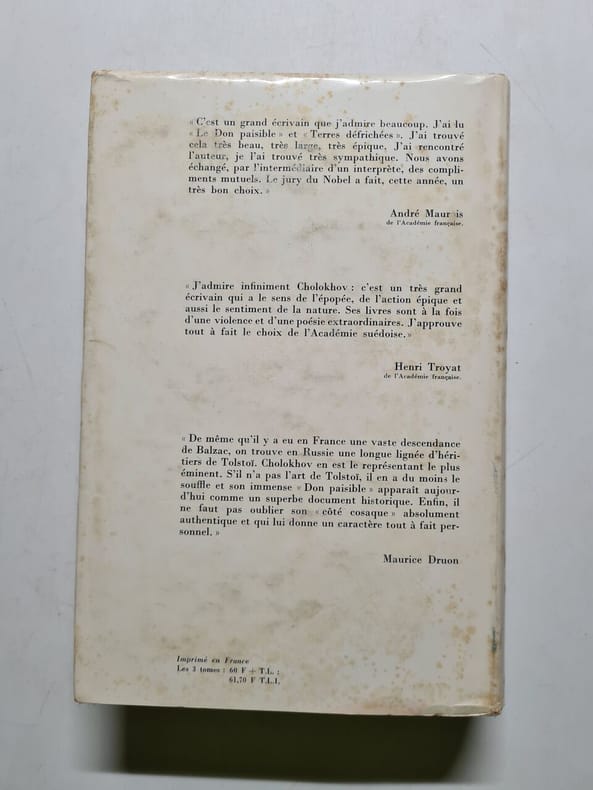 « C'est un grand écrivain que j'admire beaucoup. J'ai lu
« Le Don paisible » et « Terres défrichées ». J'ai trouvé
cela très beau, très large, très épique. J'ai rencontré
l'auteur, je l'ai trouvé très sympathique. Nous avons
échangé, par l'intermédiaire d'un interprète, des compli-
ments mutuels. Le jury du Nobel a fait, cette année, un
très bon choix. »
André Maur is
de l'Académie française.
« J'admire infiniment Cholokhov : c'est un très grand
écrivain qui a le sens de l'épopée, de l'action épique et
aussi le sentiment de la nature. Ses livres sont à la fois
d'une violence et d'une poésie extraordinaires. J'approuve
tout à fait le choix de l'Académie suédoise. »
Henri Troyat
de l'Académie française.
« De même qu'il y a eu en France une vaste descendance
de Balzac, on trouve en Russie une longue lignée d'héri-
tiers de Tolstoï. Cholokhov en est le représentant le plus
éminent. S'il n'a pas l'art de Tolstoï, il en a du moins le
souffle et son immense « Don paisible » apparaît aujour-
d'hui comme un superbe document historique. Enfin, il
ne faut pas oublier son « côté cosaque » absolument
authentique et qui lui donne un caractère tout à fait per-
sonnel. »
Maurice Druon
Imprimé en France
Les 3 tomes : 60 F + T.L. :
61,70 F T.L.I.